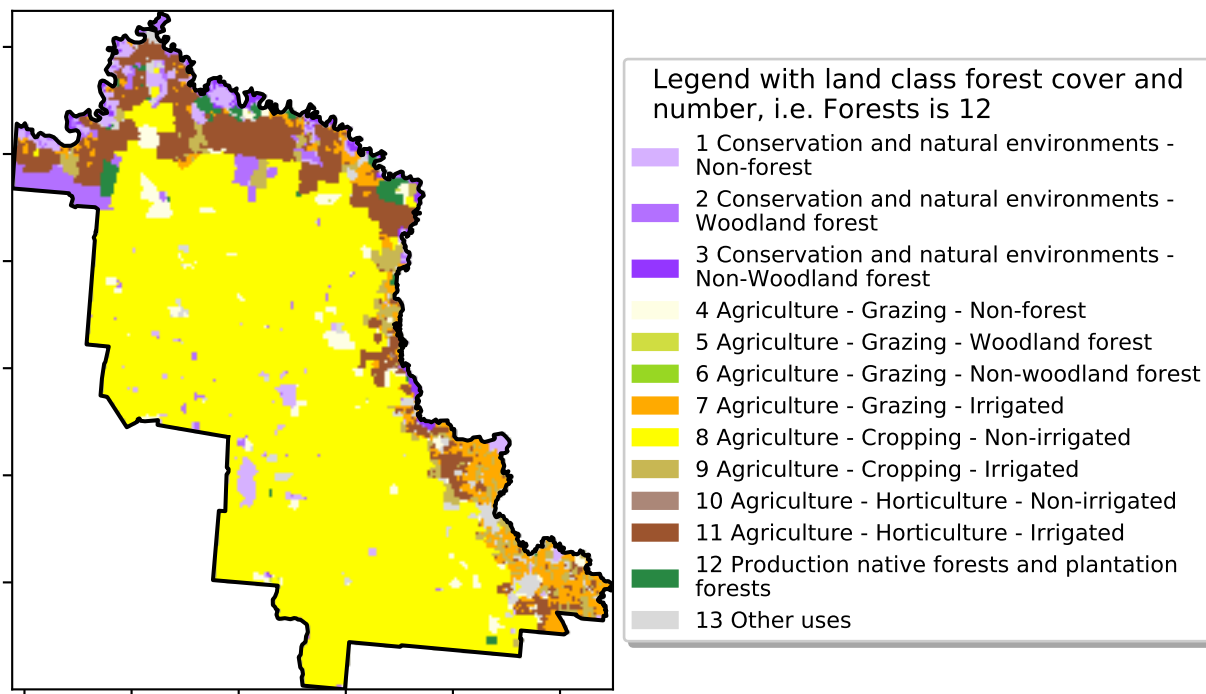 Legend with land class forest cover and
number, i.e. Forests is 12
1 Conservation and natural environments -
Non-forest
2 Conservation and natural environments -
Woodland forest
3 Conservation and natural environments -
Non-Woodland forest
4 Agriculture - Grazing - Non-forest
5 Agriculture - Grazing - Woodland forest
6 Agriculture - Grazing - Non-woodland forest
7 Agriculture - Grazing - Irrigated
8 Agriculture - Cropping - Non-irrigated
9 Agriculture - Cropping - Irrigated
10 Agriculture - Horticulture - Non-irrigated
11 Agriculture - Horticulture - Irrigated
12 Production native forests and plantation
forests
13 Other uses